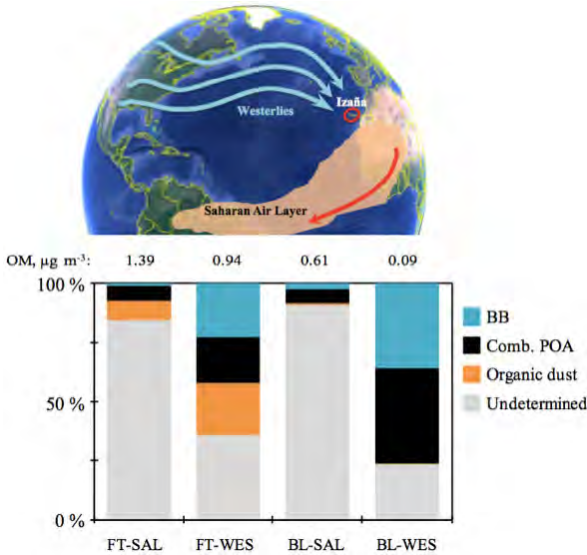 Izaña
Westerlies
Saharan Air Layer
OM, µg m⁻³: 1.39 0.94 0.61 0.09
100 %
50 %
0 %
BB
Comb. POA
Organic dust
Undetermined
FT-SAL FT-WES BL-SAL BL-WES